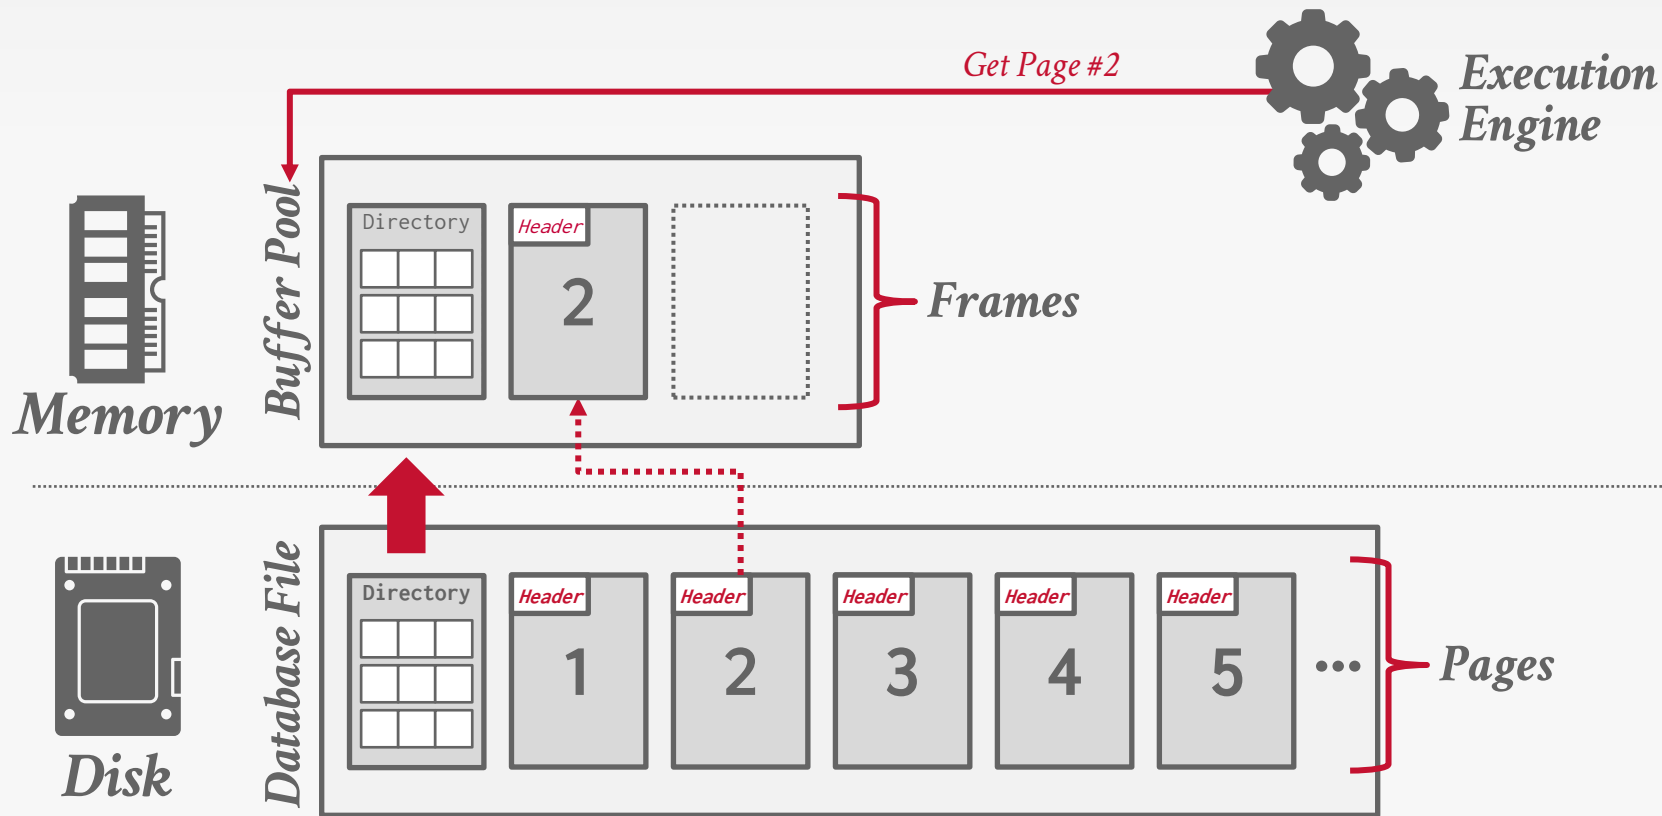 Get Page #2
Execution
Engine
Memory
Buffer Pool
Directory
Header
2
Frames
Disk
Database File
Directory
Header
1
Header
2
Header
3
Header
4
Header
5
...
Pages